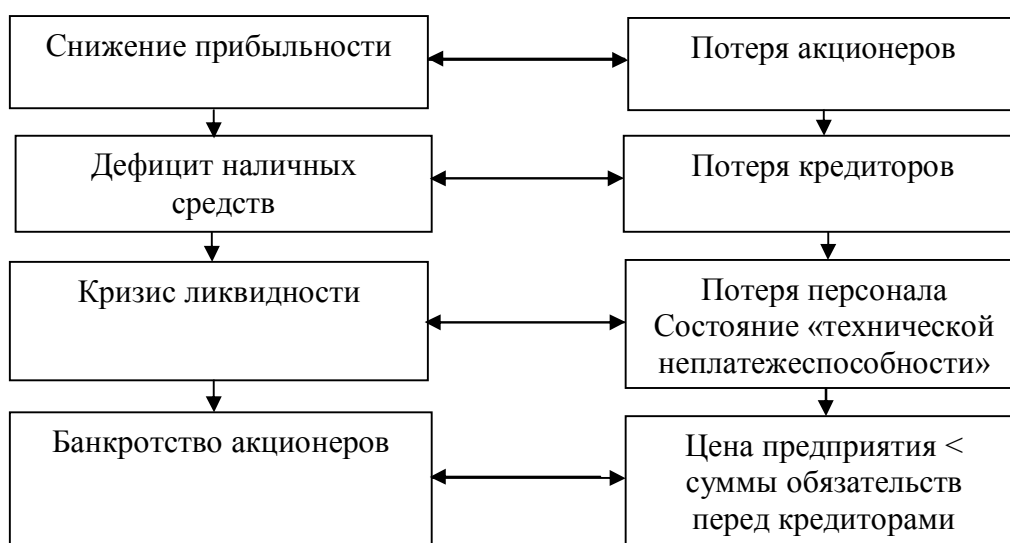 Снижение прибыльности
Потеря акционеров
Дефицит наличных
средств
Потеря кредиторов
Кризис ликвидности
Потеря персонала
Состояние «технической
неплатежеспособности»
Банкротство акционеров
Цена предприятия <
суммы обязательств
перед кредиторами